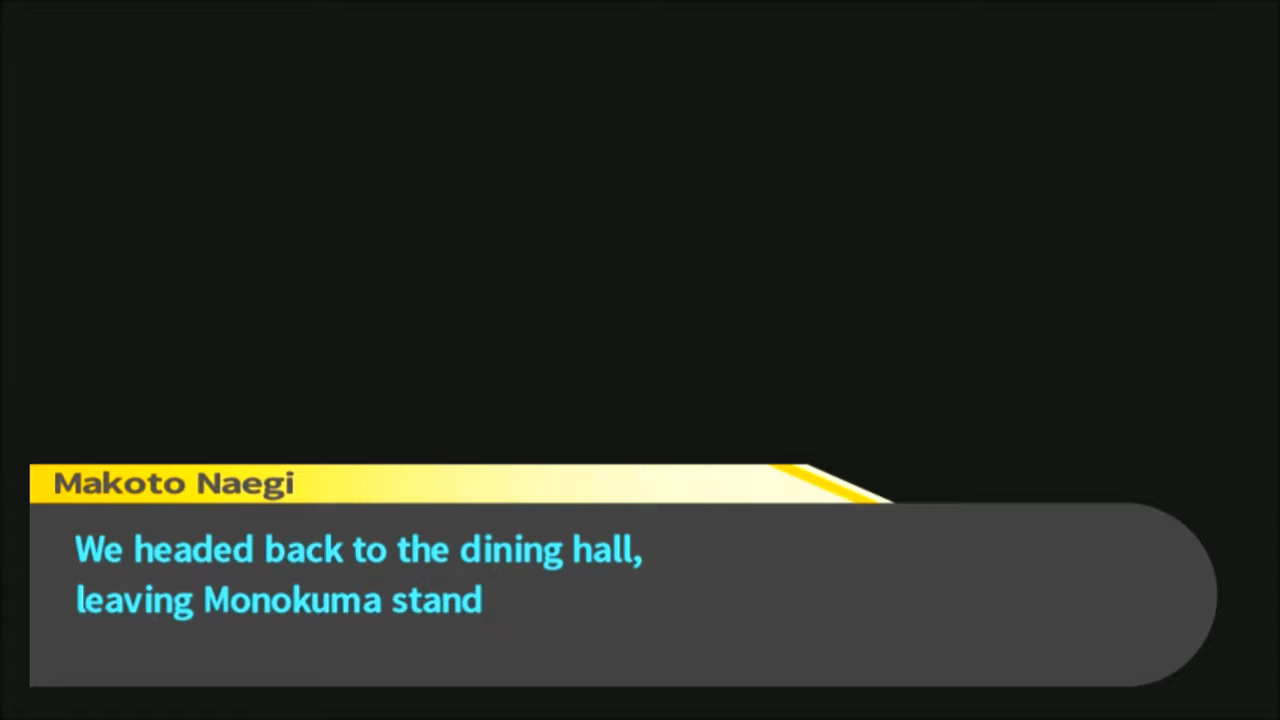 Makoto Naegi
We headed back to the dining hall,
leaving Monokuma stand